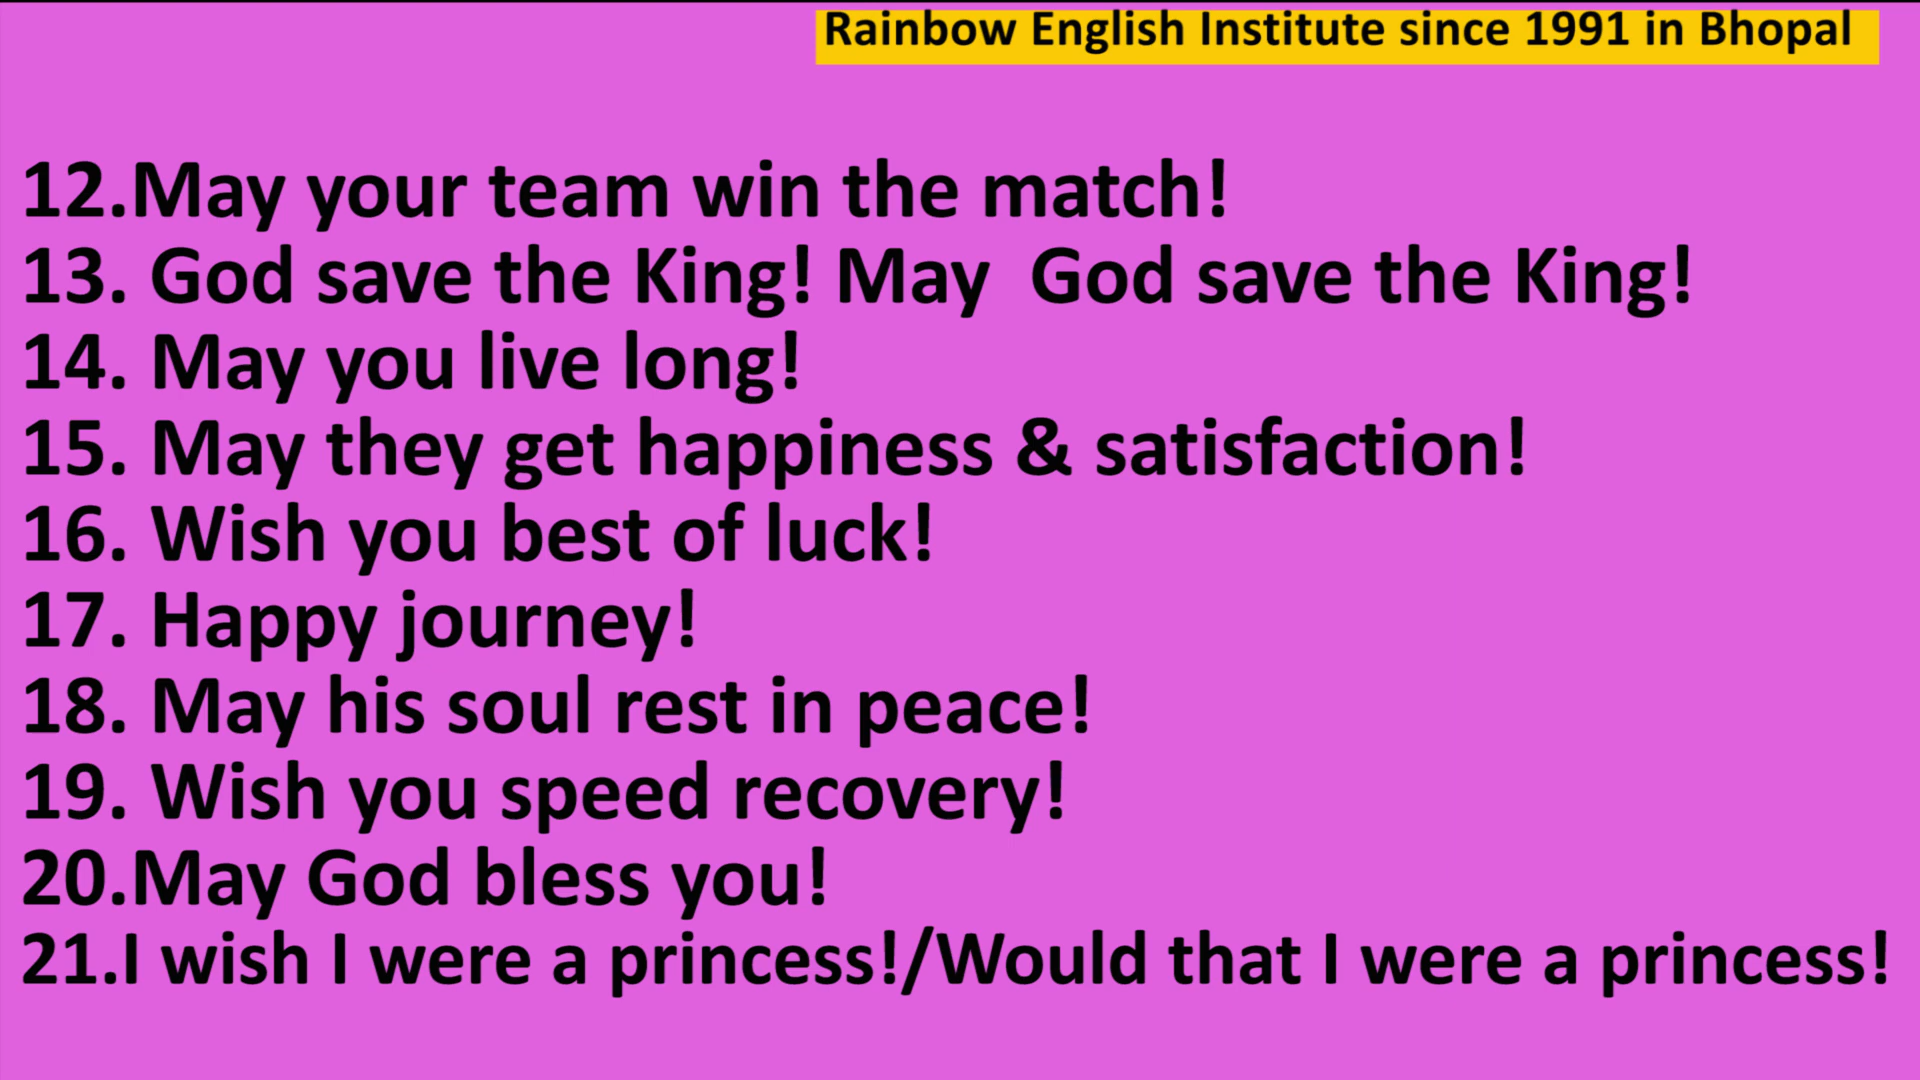 Rainbow English Institute since 1991 in Bhopal
12.May your team win the match!
13. God save the King! May  God save the King!
14. May you live long!
15. May they get happiness & satisfaction!
16. Wish you best of luck!
17. Happy journey!
18. May his soul rest in peace!
19. Wish you speed recovery!
20.May God bless you!
21.I wish I were a princess!/Would that I were a princess!